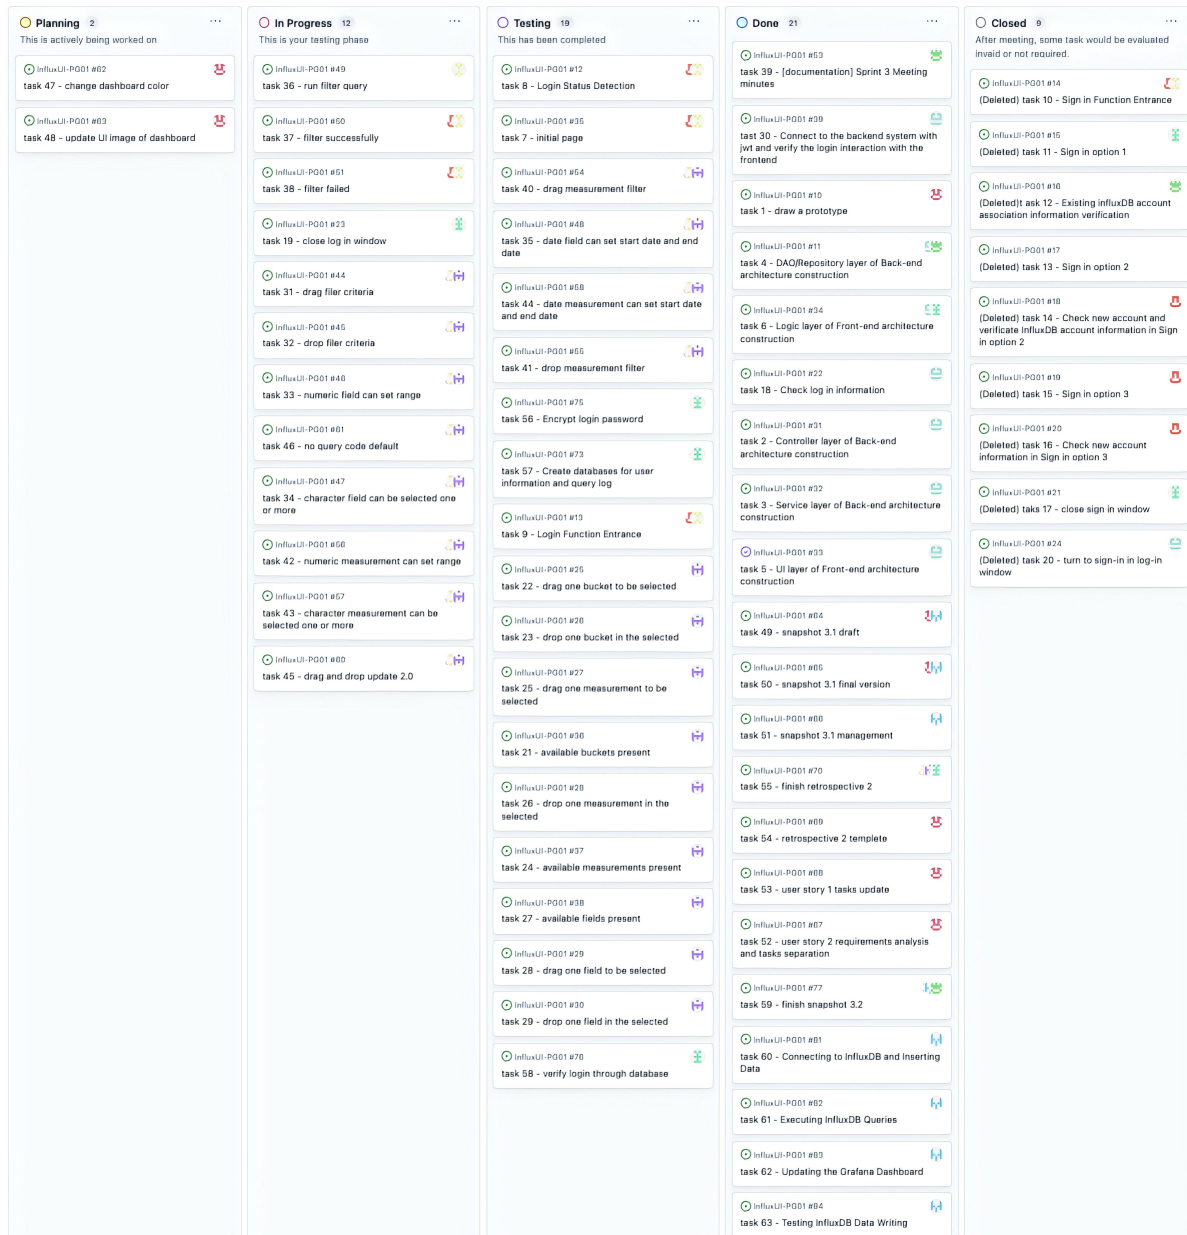 Planning 2 ...
This is actively being worked on
InfluxUI-PG01 #62
task 47 - change dashboard color
InfluxUI-PG01 #63
task 48 - update UI image of dashboard
In Progress 12 ...
This is your testing phase
InfluxUI-PG01 #49
task 36 - run filter query
InfluxUI-PG01 #50
task 37 - filter successfully
InfluxUI-PG01 #51
task 38 - filter failed
InfluxUI-PG01 #23
task 19 - close log in window
InfluxUI-PG01 #44
task 31 - drag filer criteria
InfluxUI-PG01 #45
task 32 - drop filer criteria
InfluxUI-PG01 #46
task 33 - numeric field can set range
InfluxUI-PG01 #61
task 46 - no query code default
InfluxUI-PG01 #47
task 34 - character field can be selected one
or more
InfluxUI-PG01 #56
task 42 - numeric measurement can set range
InfluxUI-PG01 #57
task 43 - character measurement can be
selected one or more
InfluxUI-PG01 #60
task 45 - drag and drop update 2.0
Testing 19 ...
This has been completed
InfluxUI-PG01 #12
task 8 - Login Status Detection
InfluxUI-PG01 #35
task 7 - initial page
InfluxUI-PG01 #54
task 40 - drag measurement filter
InfluxUI-PG01 #48
task 35 - date field can set start date and end
date
InfluxUI-PG01 #58
task 44 - date measurement can set start date
and end date
InfluxUI-PG01 #55
task 41 - drop measurement filter
InfluxUI-PG01 #75
task 56 - Encrypt login password
InfluxUI-PG01 #73
task 57 - Create databases for user
information and query log
InfluxUI-PG01 #13
task 9 - Login Function Entrance
InfluxUI-PG01 #25
task 22 - drag one bucket to be selected
InfluxUI-PG01 #26
task 23 - drop one bucket in the selected
InfluxUI-PG01 #27
task 25 - drag one measurement to be
selected
InfluxUI-PG01 #36
task 21 - available buckets present
InfluxUI-PG01 #28
task 26 - drop one measurement in the
selected
InfluxUI-PG01 #37
task 24 - available measurements present
InfluxUI-PG01 #38
task 27 - available fields present
InfluxUI-PG01 #29
task 28 - drag one field to be selected
InfluxUI-PG01 #30
task 29 - drop one field in the selected
InfluxUI-PG01 #76
task 58 - verify login through database
Done 21 ...
InfluxUI-PG01 #53
task 39 - [documentation] Sprint 3 Meeting
minutes
InfluxUI-PG01 #39
tast 30 - Connect to the backend system with
jwt and verify the login interaction with the
frontend
InfluxUI-PG01 #10
task 1 - draw a prototype
InfluxUI-PG01 #11
task 4 - DAO/Repository layer of Back-end
architecture construction
InfluxUI-PG01 #34
task 6 - Logic layer of Front-end architecture
construction
InfluxUI-PG01 #22
task 18 - Check log in information
InfluxUI-PG01 #31
task 2 - Controller layer of Back-end
architecture construction
InfluxUI-PG01 #32
task 3 - Service layer of Back-end architecture
construction
InfluxUI-PG01 #33
task 5 - UI layer of Front-end architecture
construction
InfluxUI-PG01 #64
task 49 - snapshot 3.1 draft
InfluxUI-PG01 #65
task 50 - snapshot 3.1 final version
InfluxUI-PG01 #66
task 51 - snapshot 3.1 management
InfluxUI-PG01 #70
task 55 - finish retrospective 2
InfluxUI-PG01 #69
task 54 - retrospective 2 templete
InfluxUI-PG01 #68
task 53 - user story 1 tasks update
InfluxUI-PG01 #67
task 52 - user story 2 requirements analysis
and tasks separation
InfluxUI-PG01 #77
task 59 - finish snapshot 3.2
InfluxUI-PG01 #81
task 60 - Connecting to InfluxDB and Inserting
Data
InfluxUI-PG01 #82
task 61 - Executing InfluxDB Queries
InfluxUI-PG01 #83
task 62 - Updating the Grafana Dashboard
InfluxUI-PG01 #84
task 63 - Testing InfluxDB Data Writing
Closed 9 ...
After meeting, some task would be evaluated
invaid or not required.
InfluxUI-PG01 #14
(Deleted) task 10 - Sign in Function Entrance
InfluxUI-PG01 #15
(Deleted) task 11 - Sign in option 1
InfluxUI-PG01 #16
(Deleted)t ask 12 - Existing influxDB account
association information verification
InfluxUI-PG01 #17
(Deleted) task 13 - Sign in option 2
InfluxUI-PG01 #18
(Deleted) task 14 - Check new account and
verificate InfluxDB account information in Sign
in option 2
InfluxUI-PG01 #19
(Deleted) task 15 - Sign in option 3
InfluxUI-PG01 #20
(Deleted) task 16 - Check new account
information in Sign in option 3
InfluxUI-PG01 #21
(Deleted) taks 17 - close sign in window
InfluxUI-PG01 #24
(Deleted) task 20 - turn to sign-in in log-in
window